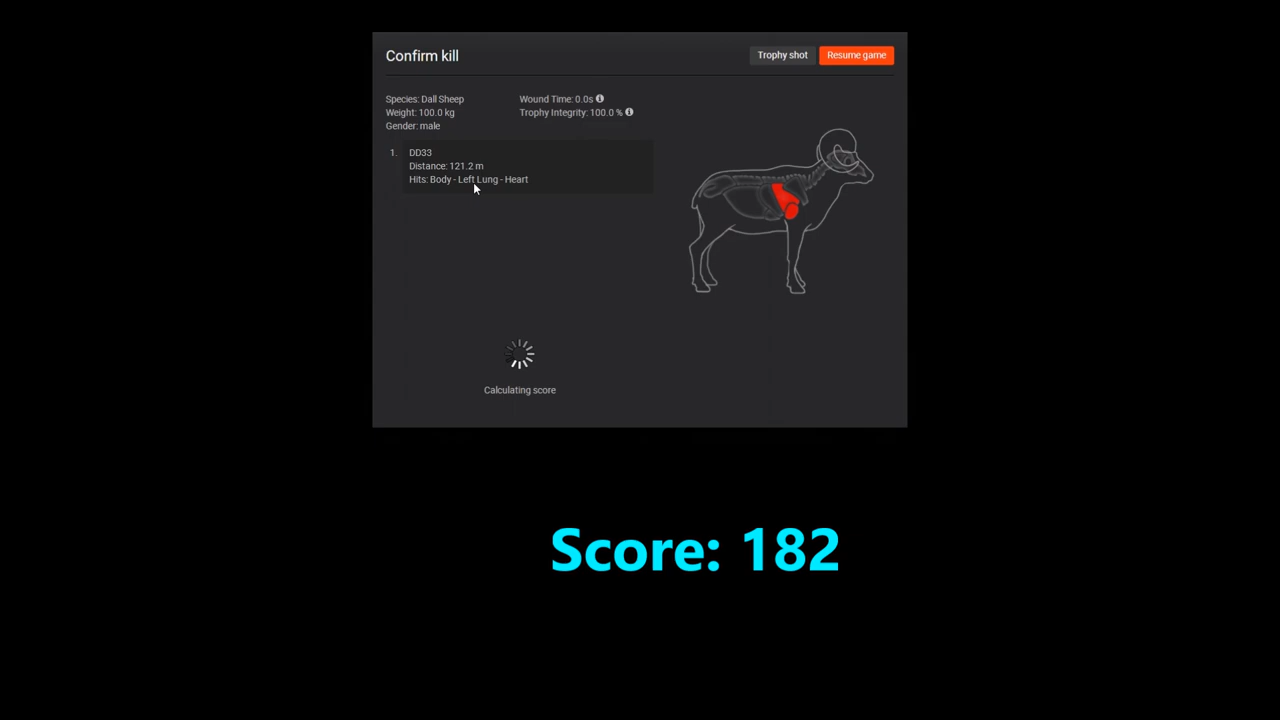 Confirm kill
Trophy shot
Resume game
Species: Dall Sheep
Wound Time: 0.0s
Weight: 100.0 kg
Trophy Integrity: 100.0 %
Gender: male
1.
DD33
Distance: 121.2 m
Hits: Body - Left Lung - Heart
Calculating score
Score: 182